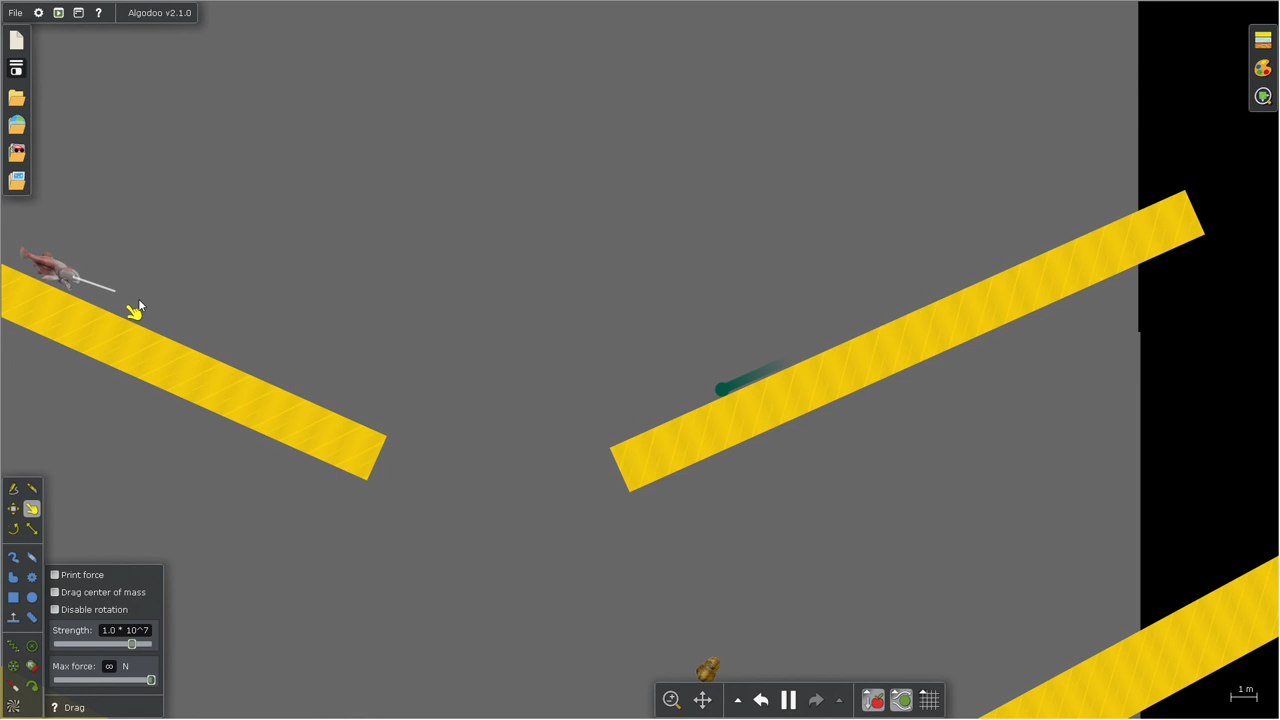 File ? Algodoo v2.1.0
Print force
Drag center of mass
Disable rotation
Strength: 1.0 * 10^7
Max force: ∞ N
? Drag
1 m